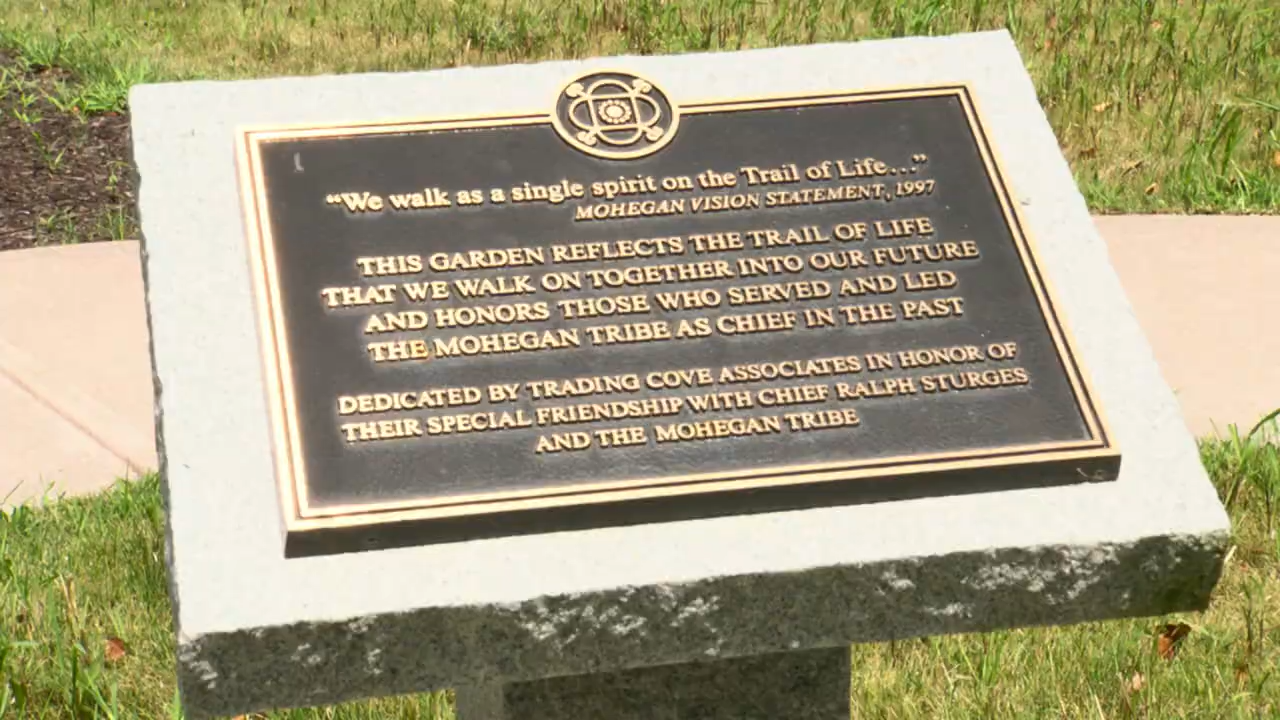 “We walk as a single spirit on the Trail of Life...”
MOHEGAN VISION STATEMENT, 1997
THIS GARDEN REFLECTS THE TRAIL OF LIFE
THAT WE WALK ON TOGETHER INTO OUR FUTURE
AND HONORS THOSE WHO SERVED AND LED
THE MOHEGAN TRIBE AS CHIEF IN THE PAST
DEDICATED BY TRADING COVE ASSOCIATES IN HONOR OF
THEIR SPECIAL FRIENDSHIP WITH CHIEF RALPH STURGES
AND THE MOHEGAN TRIBE